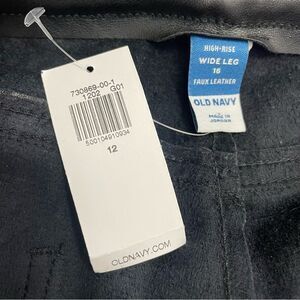 730869-00-1
1202 G01
500104910934
12
OLDNAVY.COM
HIGH-RISE
WIDE LEG
16
FAUX LEATHER
OLD NAVY
MADE IN
JORDAN